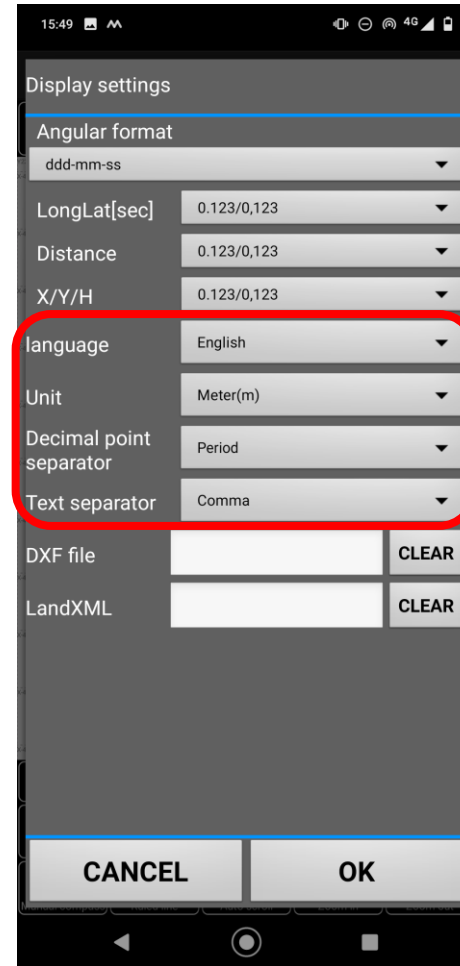 15:49 4G
Display settings
Angular format
ddd-mm-ss
LongLat[sec] 0.123/0,123
Distance 0.123/0,123
X/Y/H 0.123/0,123
language English
Unit Meter(m)
Decimal point
separator Period
Text separator Comma
DXF file CLEAR
LandXML CLEAR
CANCEL OK